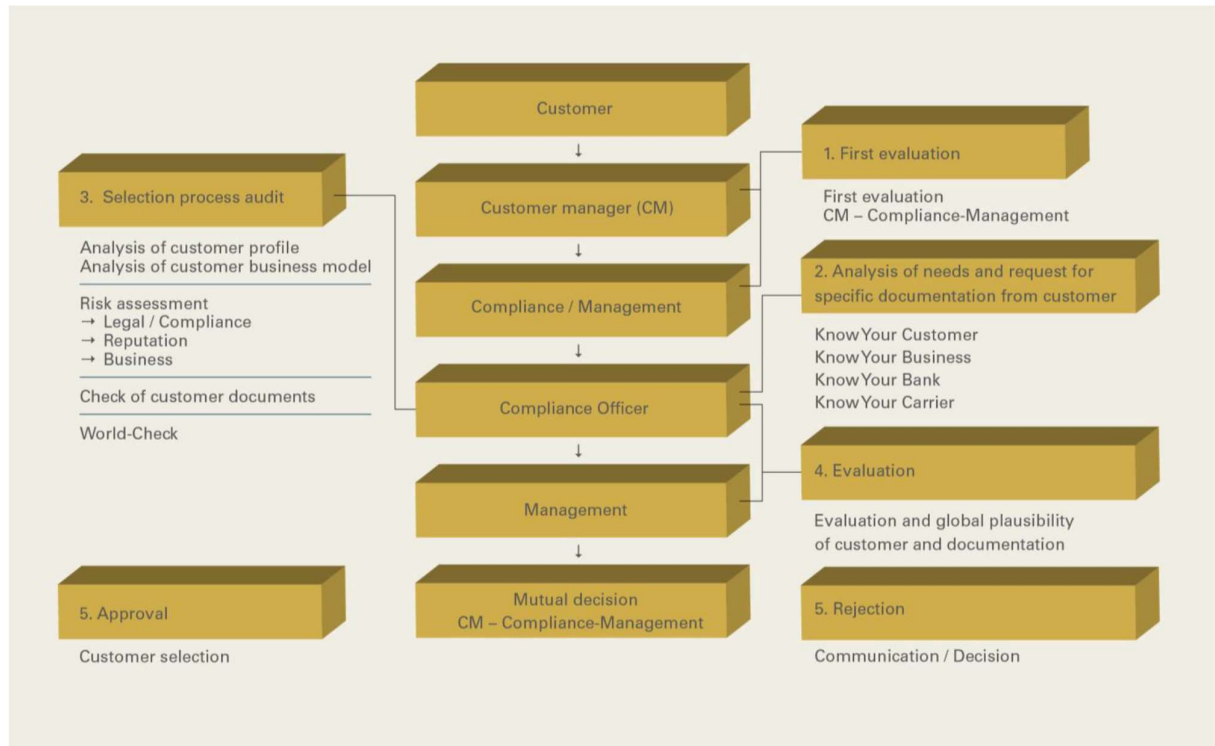 Customer
↓
Customer manager (CM)
↓
Compliance / Management
↓
Compliance Officer
↓
Management
↓
Mutual decision
CM – Compliance-Management
1. First evaluation
First evaluation
CM – Compliance-Management
2. Analysis of needs and request for
specific documentation from customer
Know Your Customer
Know Your Business
Know Your Bank
Know Your Carrier
3. Selection process audit
Analysis of customer profile
Analysis of customer business model
Risk assessment
→ Legal / Compliance
→ Reputation
→ Business
Check of customer documents
World-Check
4. Evaluation
Evaluation and global plausibility
of customer and documentation
5. Approval
Customer selection
5. Rejection
Communication / Decision